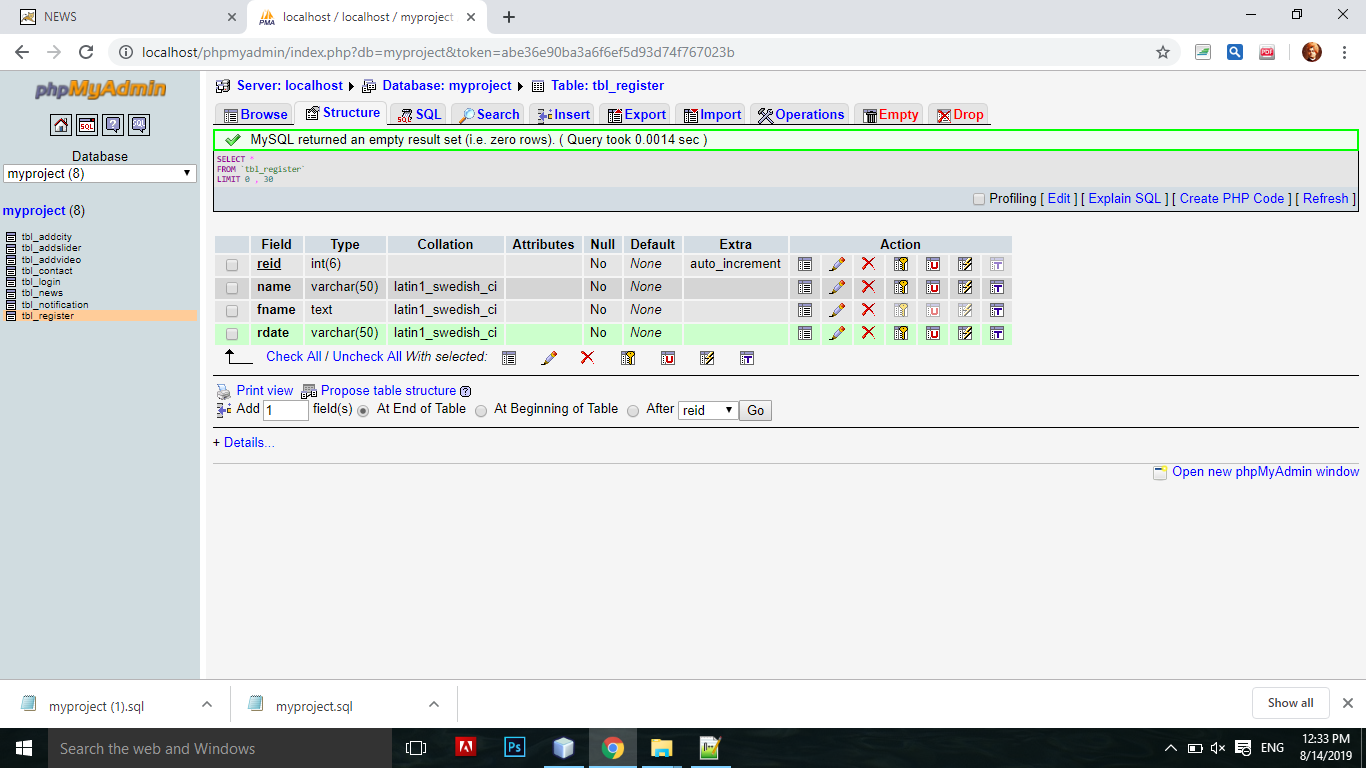 NEWS
localhost / localhost / myproject
localhost/phpmyadmin/index.php?db=myproject&token=abe36e90ba3a6f6ef5d93d74f767023b
phpMyAdmin
Database
myproject (8)
myproject (8)
tbl_addcity
tbl_addslider
tbl_addvideo
tbl_contact
tbl_login
tbl_news
tbl_notification
tbl_register
Server: localhost Database: myproject Table: tbl_register
Browse Structure SQL Search Insert Export Import Operations Empty Drop
MySQL returned an empty result set (i.e. zero rows). ( Query took 0.0014 sec )
SELECT *
FROM `tbl_register`
LIMIT 0 , 30
Profiling [ Edit ] [ Explain SQL ] [ Create PHP Code ] [ Refresh ]
Field Type Collation Attributes Null Default Extra Action
reid int(6) No None auto_increment
name varchar(50) latin1_swedish_ci No None
fname text latin1_swedish_ci No None
rdate varchar(50) latin1_swedish_ci No None
Check All / Uncheck All With selected:
Print view Propose table structure
Add 1 field(s) At End of Table At Beginning of Table After reid Go
+ Details...
Open new phpMyAdmin window
myproject (1).sql myproject.sql Show all
Search the web and Windows
ENG
12:33 PM
8/14/2019